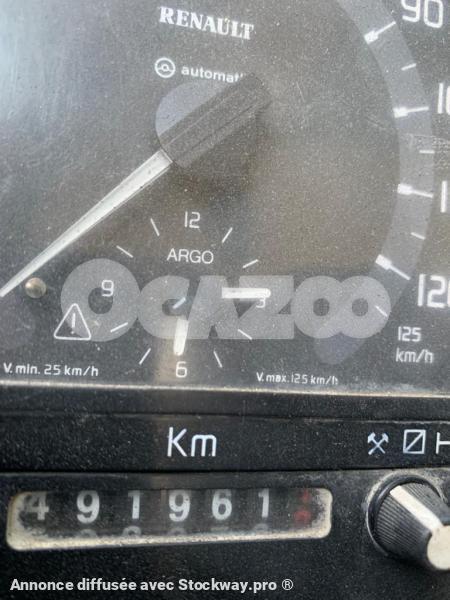 RENAULT
90
automati
12
ARGO
9
3
120
OCAZOO
125
km/h
V. min. 25 km/h
6
V. max. 125 km/h
Km
491961
Annonce diffusée avec Stockway.pro ®